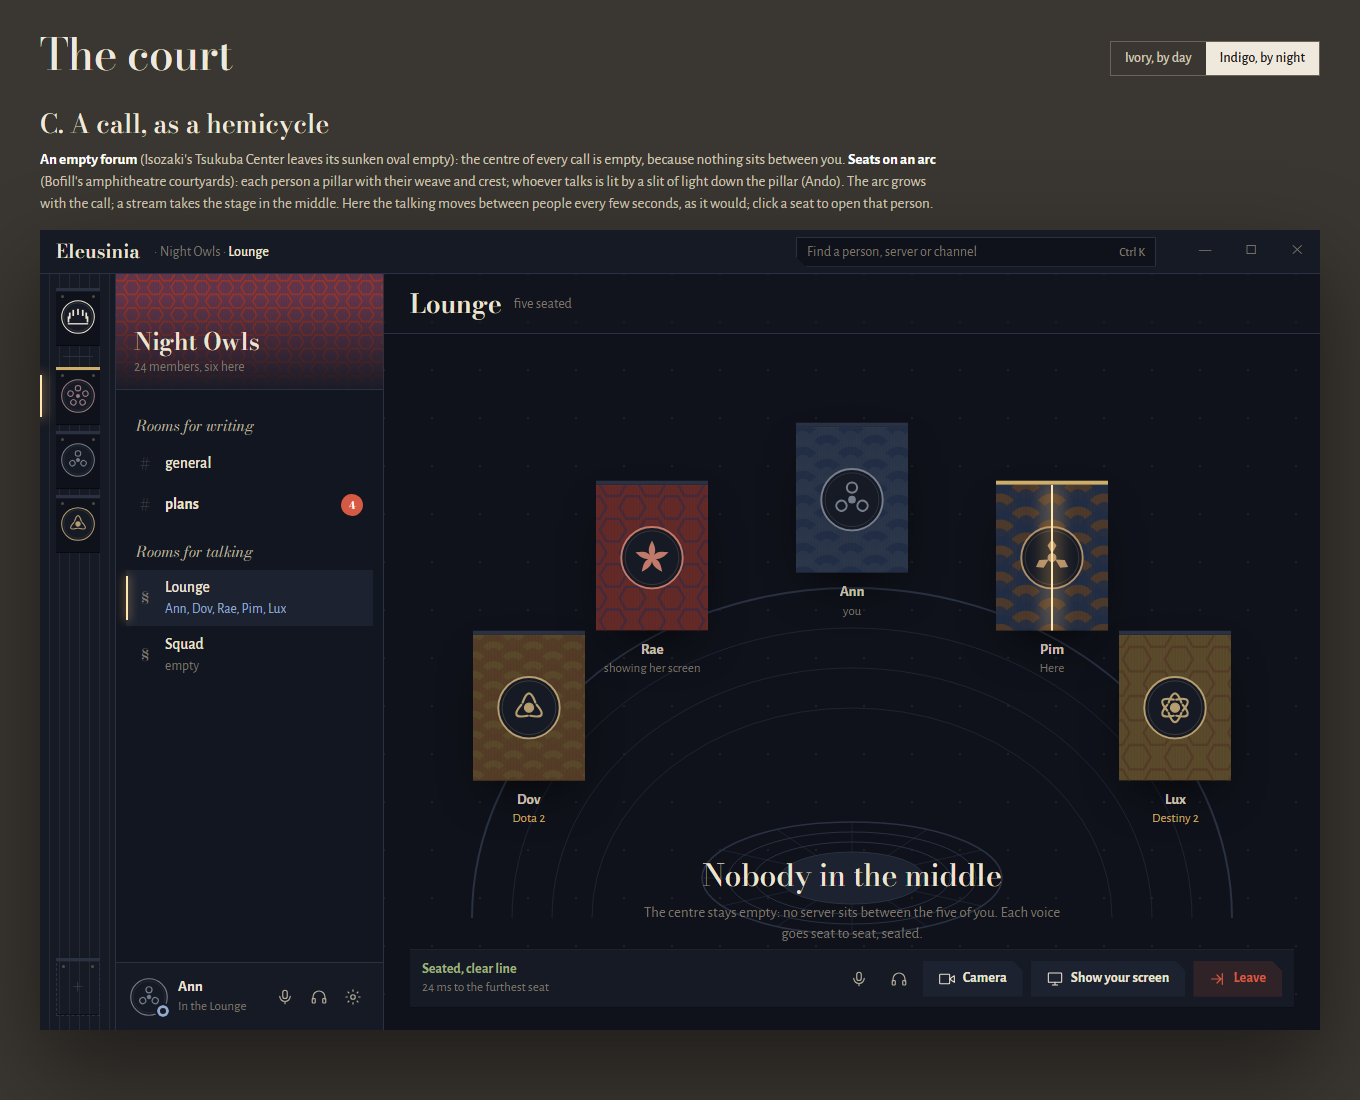 The court
Ivory, by day
Indigo, by night
C. A call, as a hemicycle
An empty forum (Isozaki's Tsukuba Center leaves its sunken oval empty): the centre of every call is empty, because nothing sits between you. Seats on an arc
(Bofill's amphitheatre courtyards): each person a pillar with their weave and crest; whoever talks is lit by a slit of light down the pillar (Ando). The arc grows
with the call; a stream takes the stage in the middle. Here the talking moves between people every few seconds, as it would; click a seat to open that person.
Eleusinia · Night Owls · Lounge
Find a person, server or channel
Ctrl K
Night Owls
24 members, six here
Rooms for writing
# general
# plans
4
Rooms for talking
§ Lounge
Ann, Dov, Rae, Pim, Lux
§ Squad
empty
Ann
In the Lounge
Lounge
five seated
Ann
you
Rae
showing her screen
Pim
Here
Dov
Dota 2
Lux
Destiny 2
Nobody in the middle
The centre stays empty: no server sits between the five of you. Each voice
goes seat to seat, sealed.
Seated, clear line
24 ms to the furthest seat
Camera
Show your screen
Leave